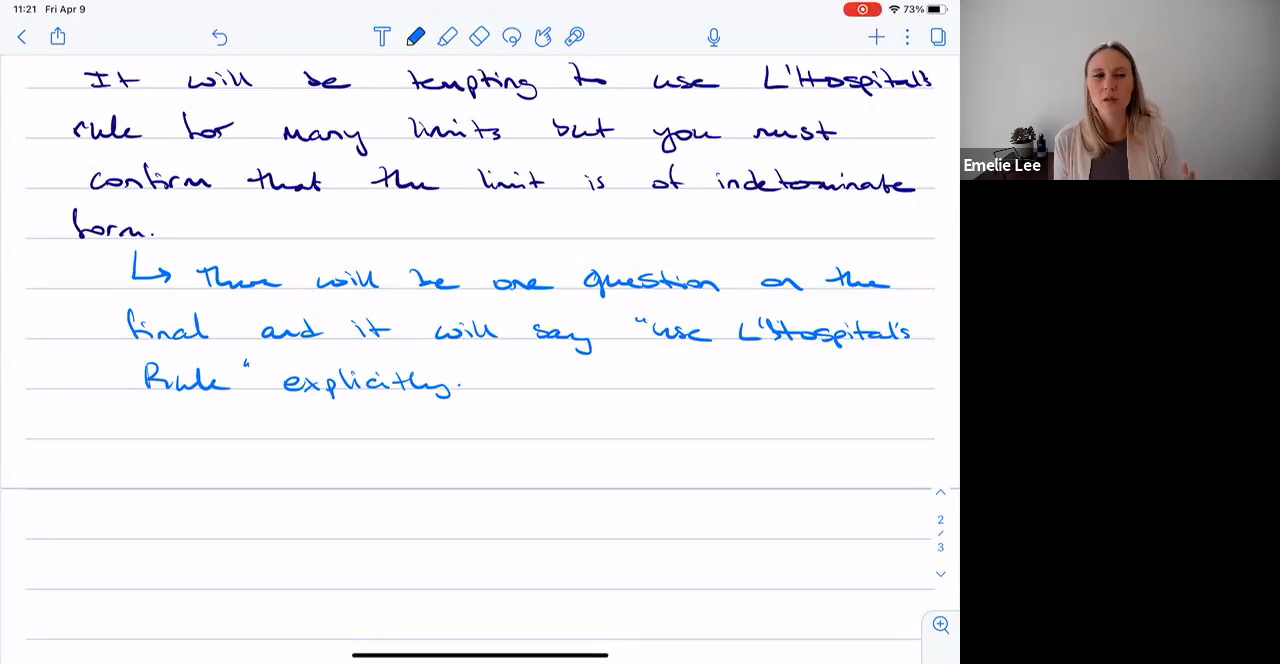 11:21 Fri Apr 9
73%
It will be tempting to use L'Hospital's
rule for many limits but you must
confirm that the limit is of indeterminate
form.
↳ There will be one question on the
final and it will say "use L'Hospital's
Rule" explicitly.
Emelie Lee
2
/
3